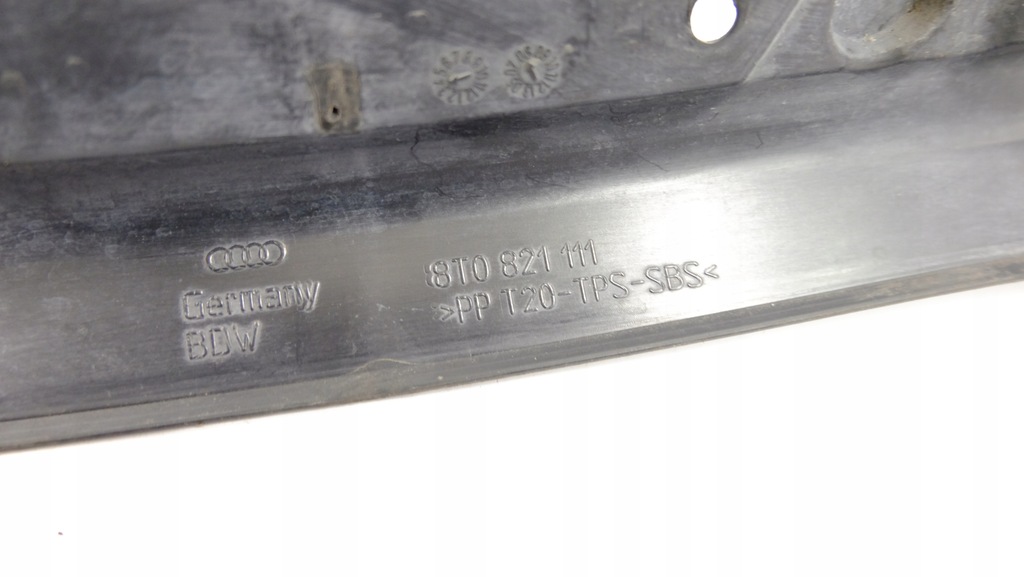 Germany
BDW
8T0 821 111
>PP T20-TPS-SBS<